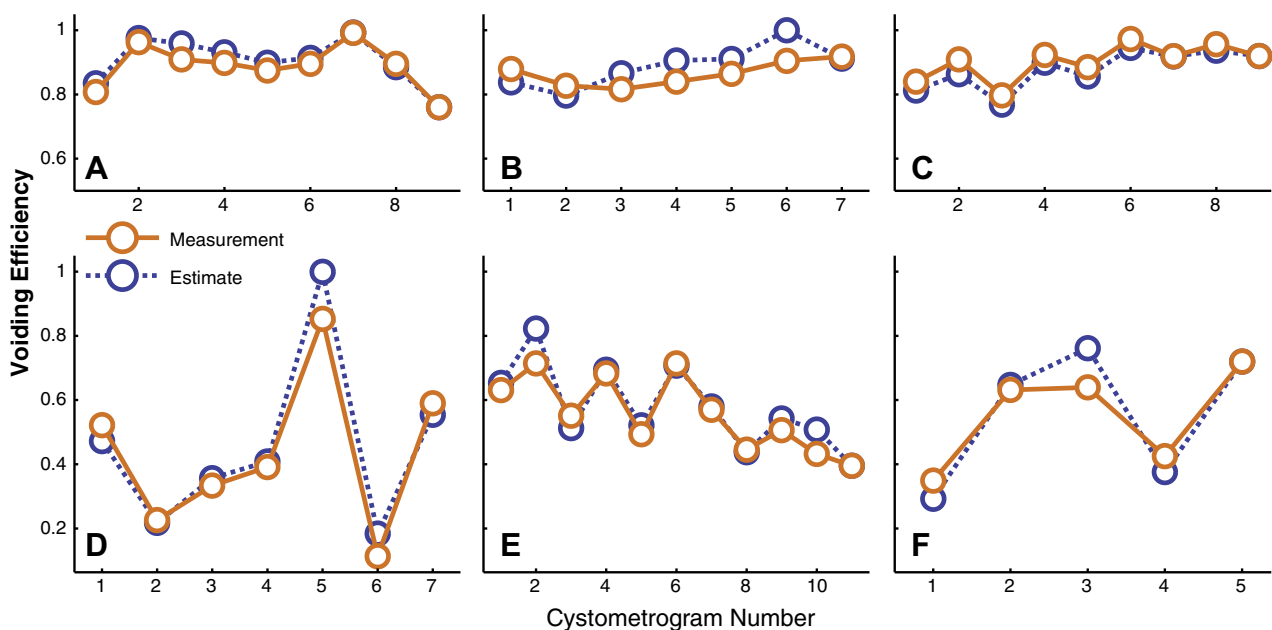 Voiding Efficiency
1
0.8
0.6
A
2 4 6 8
B
1 2 3 4 5 6 7
C
2 4 6 8
Measurement
Estimate
1
0.8
0.6
0.4
0.2
D
1 2 3 4 5 6 7
E
2 4 6 8 10
F
1 2 3 4 5
Cystometrogram Number